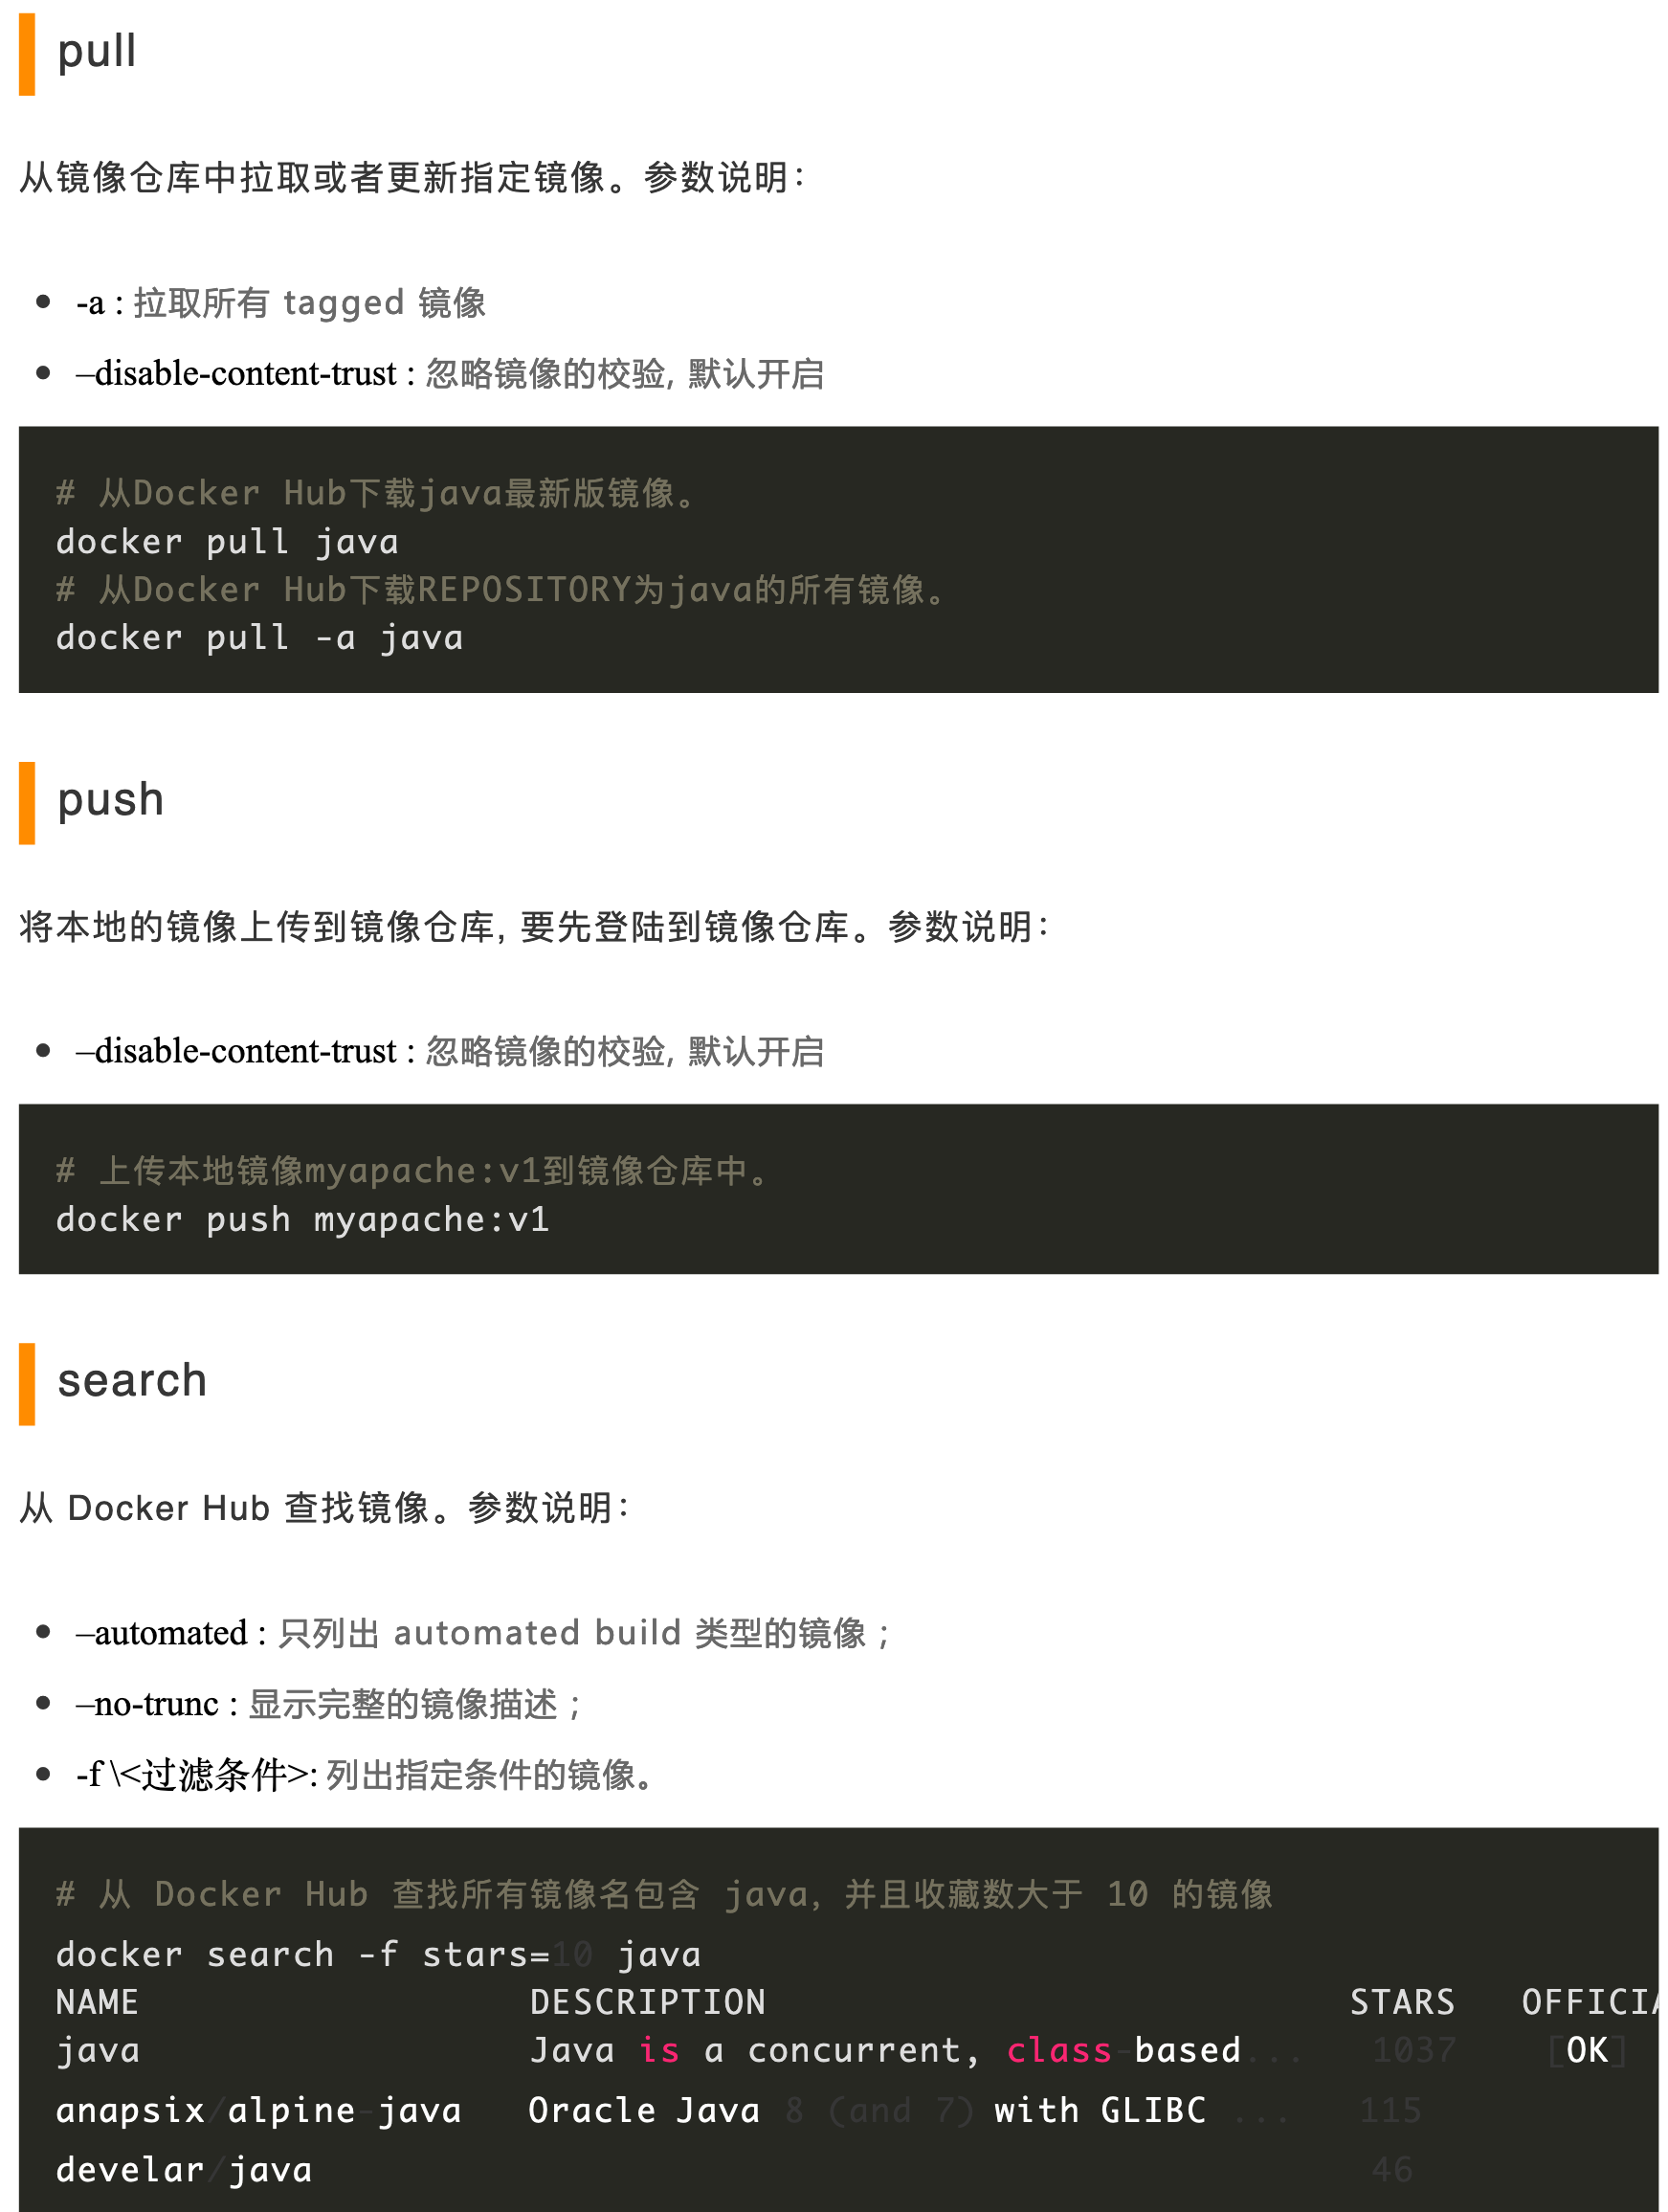 pull
从镜像仓库中拉取或者更新指定镜像。参数说明：
-a : 拉取所有 tagged 镜像
–disable-content-trust : 忽略镜像的校验, 默认开启
# 从Docker Hub下载java最新版镜像。
docker pull java
# 从Docker Hub下载REPOSITORY为java的所有镜像。
docker pull -a java
push
将本地的镜像上传到镜像仓库, 要先登陆到镜像仓库。参数说明：
–disable-content-trust : 忽略镜像的校验, 默认开启
# 上传本地镜像myapache:v1到镜像仓库中。
docker push myapache:v1
search
从 Docker Hub 查找镜像。参数说明：
–automated : 只列出 automated build 类型的镜像；
–no-trunc : 显示完整的镜像描述；
-f \<过滤条件>: 列出指定条件的镜像。
# 从 Docker Hub 查找所有镜像名包含 java, 并且收藏数大于 10 的镜像
docker search -f stars=10 java
NAME DESCRIPTION STARS OFFICIA
java Java is a concurrent, class-based... 1037 [OK]
anapsix/alpine-java Oracle Java 8 (and 7) with GLIBC ... 115
develar/java 46